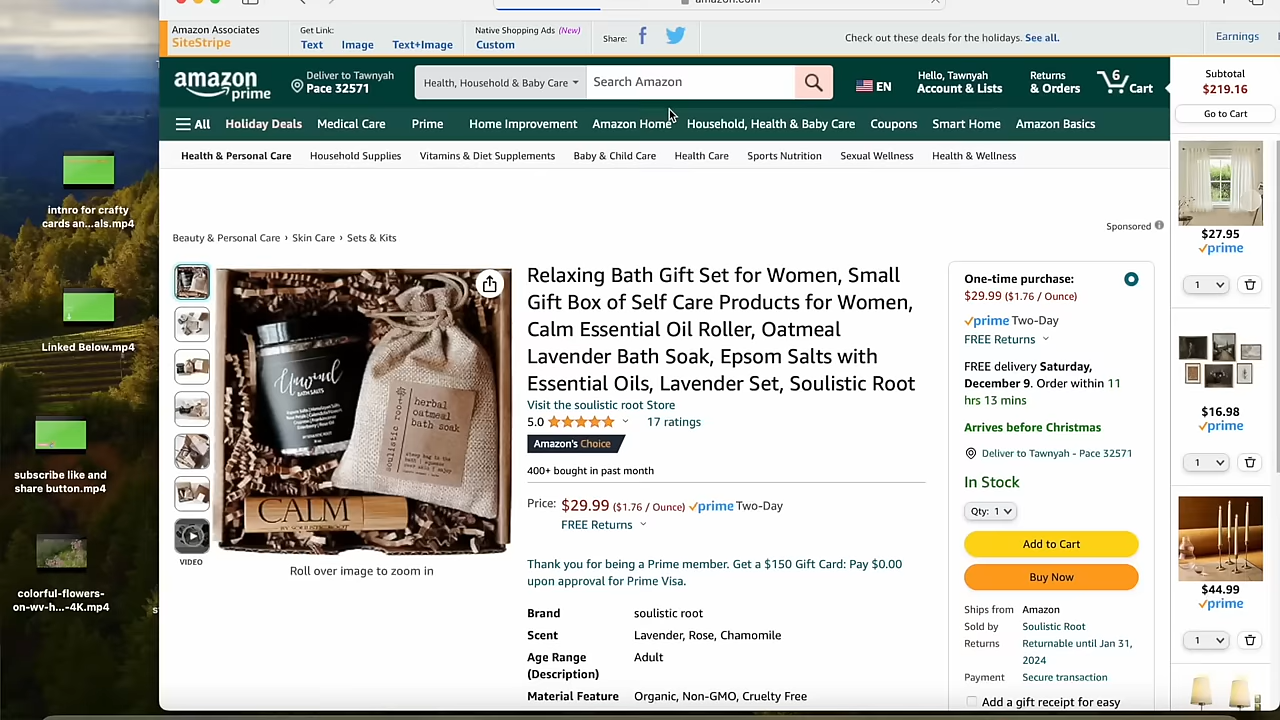 amazon.com
Amazon Associates
SiteStripe
Get Link:
Text Image Text+Image
Native Shopping Ads (New)
Custom
Share:
Check out these deals for the holidays. See all.
Earnings
amazon
prime
Deliver to Tawnyah
Pace 32571
Health, Household & Baby Care
Search Amazon
EN
Hello, Tawnyah
Account & Lists
Returns
& Orders
6
Cart
Subtotal
$219.16
Go to Cart
All Holiday Deals Medical Care Prime Home Improvement Amazon Home Household, Health & Baby Care Coupons Smart Home Amazon Basics
Health & Personal Care Household Supplies Vitamins & Diet Supplements Baby & Child Care Health Care Sports Nutrition Sexual Wellness Health & Wellness
Sponsored
Beauty & Personal Care › Skin Care › Sets & Kits
VIDEO
Unwind
BATH SALTS
soulistic root
herbal
oatmeal
bath soak
CALM
BY SOULISTIC ROOT
Roll over image to zoom in
Relaxing Bath Gift Set for Women, Small
Gift Box of Self Care Products for Women,
Calm Essential Oil Roller, Oatmeal
Lavender Bath Soak, Epsom Salts with
Essential Oils, Lavender Set, Soulistic Root
Visit the soulistic root Store
5.0 17 ratings
Amazon's Choice
400+ bought in past month
Price: $29.99 ($1.76 / Ounce) prime Two-Day
FREE Returns
Thank you for being a Prime member. Get a $150 Gift Card: Pay $0.00
upon approval for Prime Visa.
Brand soulistic root
Scent Lavender, Rose, Chamomile
Age Range Adult
(Description)
Material Feature Organic, Non-GMO, Cruelty Free
One-time purchase:
$29.99 ($1.76 / Ounce)
prime Two-Day
FREE Returns
FREE delivery Saturday,
December 9. Order within 11
hrs 13 mins
Arrives before Christmas
Deliver to Tawnyah - Pace 32571
In Stock
Qty: 1
Add to Cart
Buy Now
Ships from Amazon
Sold by Soulistic Root
Returns Returnable until Jan 31,
2024
Payment Secure transaction
Add a gift receipt for easy
$27.95
prime
1
$16.98
prime
1
$44.99
prime
1
intnro for crafty
cards an...als.mp4
Linked Below.mp4
subscribe like and
share button.mp4
colorful-flowers-
on-wv-h...-4K.mp4